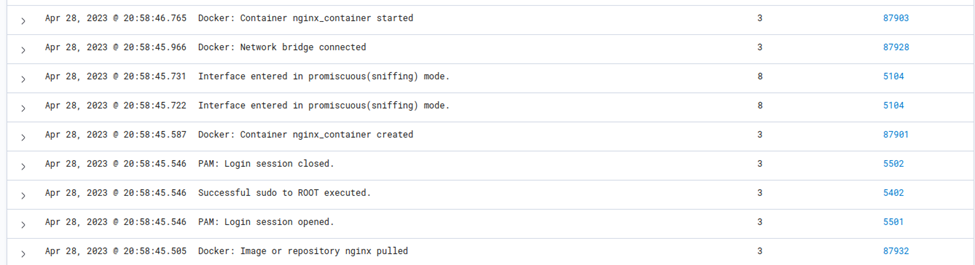 Apr 28, 2023 @ 20:58:46.765 Docker: Container nginx_container started 3 87903
Apr 28, 2023 @ 20:58:45.966 Docker: Network bridge connected 3 87928
Apr 28, 2023 @ 20:58:45.731 Interface entered in promiscuous(sniffing) mode. 8 5104
Apr 28, 2023 @ 20:58:45.722 Interface entered in promiscuous(sniffing) mode. 8 5104
Apr 28, 2023 @ 20:58:45.587 Docker: Container nginx_container created 3 87901
Apr 28, 2023 @ 20:58:45.546 PAM: Login session closed. 3 5502
Apr 28, 2023 @ 20:58:45.546 Successful sudo to ROOT executed. 3 5402
Apr 28, 2023 @ 20:58:45.546 PAM: Login session opened. 3 5501
Apr 28, 2023 @ 20:58:45.505 Docker: Image or repository nginx pulled 3 87932